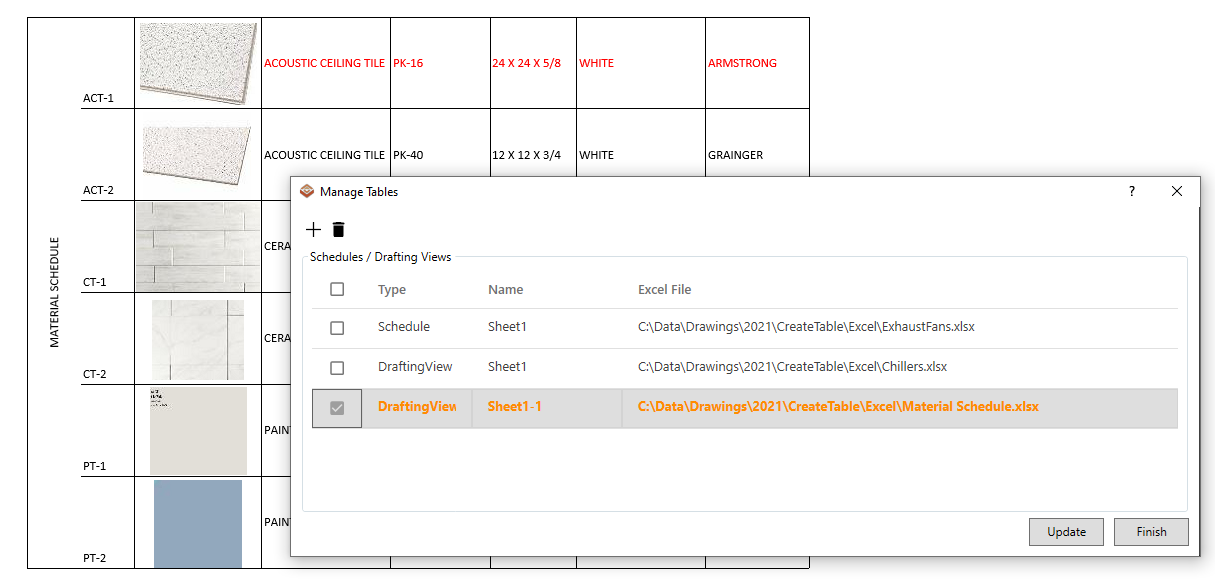 MATERIAL SCHEDULE
ACT-1 ACOUSTIC CEILING TILE PK-16 24 X 24 X 5/8 WHITE ARMSTRONG
ACT-2 ACOUSTIC CEILING TILE PK-40 12 X 12 X 3/4 WHITE GRAINGER
CT-1 CERA
CT-2 CERA
PT-1 PAIN
PT-2 PAIN
Manage Tables ?
Schedules / Drafting Views
Type Name Excel File
Schedule Sheet1 C:\Data\Drawings\2021\CreateTable\Excel\ExhaustFans.xlsx
DraftingView Sheet1 C:\Data\Drawings\2021\CreateTable\Excel\Chillers.xlsx
DraftingView Sheet1-1 C:\Data\Drawings\2021\CreateTable\Excel\Material Schedule.xlsx
Update Finish